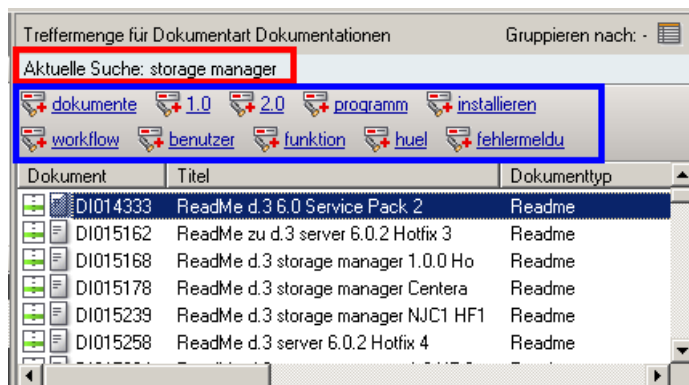 Treffermenge für Dokumentart Dokumentationen Gruppieren nach: -
Aktuelle Suche: storage manager
dokumente 1.0 2.0 programm installieren
workflow benutzer funktion huel fehlermeldu
Dokument Titel Dokumenttyp
DI014333 ReadMe d.3 6.0 Service Pack 2 Readme
DI015162 ReadMe zu d.3 server 6.0.2 Hotfix 3 Readme
DI015168 ReadMe d.3 storage manager 1.0.0 Ho Readme
DI015178 ReadMe d.3 storage manager Centera Readme
DI015239 ReadMe d.3 storage manager NJC1 HF1 Readme
DI015258 ReadMe d.3 server 6.0.2 Hotfix 4 Readme